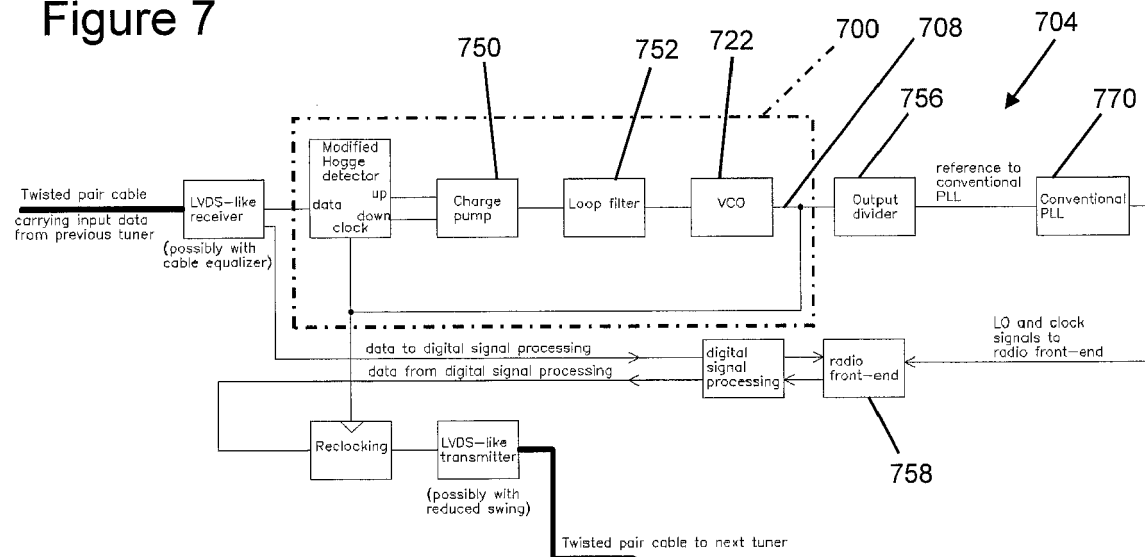 Figure 7
750
752
722
700
708
704
756
770
Modified
Hogge
detector
up
data
down
clock
Charge
pump
Loop filter
VCO
Output
divider
reference to
conventional
PLL
Conventional
PLL
Twisted pair cable
carrying input data
from previous tuner
LVDS-like
receiver
(possibly with
cable equalizer)
data to digital signal processing
data from digital signal processing
digital
signal
processing
radio
front-end
LO and clock
signals to
radio front-end
758
Reclocking
LVDS-like
transmitter
(possibly with
reduced swing)
Twisted pair cable to next tuner